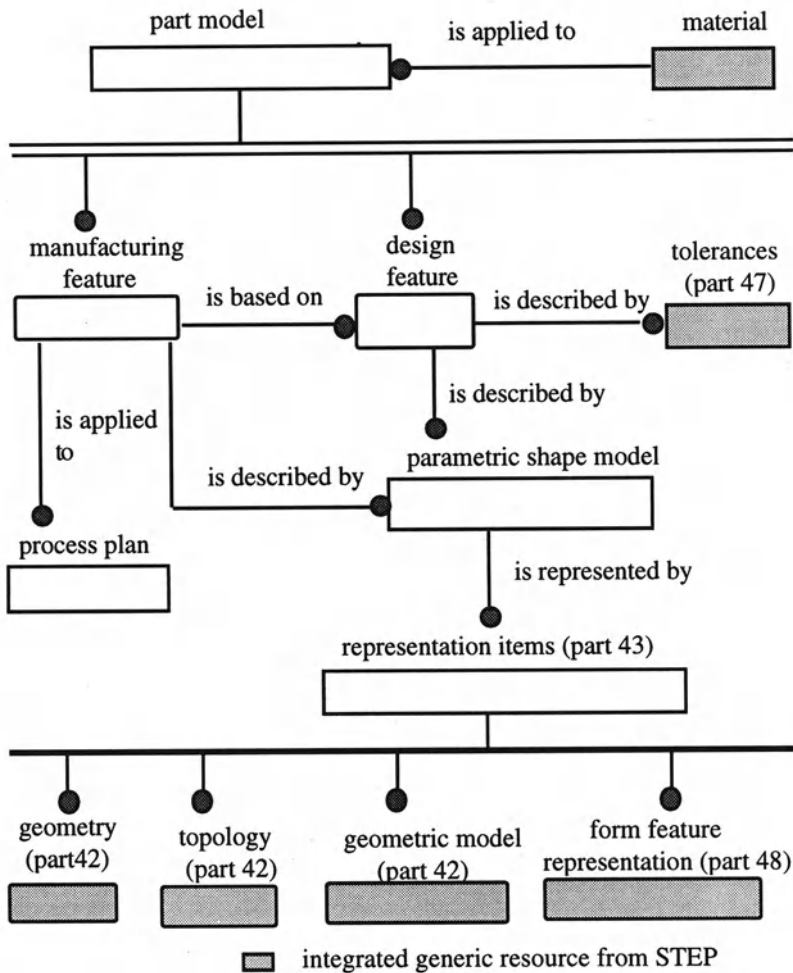 part model
is applied to
material
manufacturing
feature
design
feature
tolerances
(part 47)
is based on
is described by
is applied
to
is described by
is described by
parametric shape model
process plan
is represented by
representation items (part 43)
geometry
(part42)
topology
(part 42)
geometric model
(part 42)
form feature
representation (part 48)
integrated generic resource from STEP